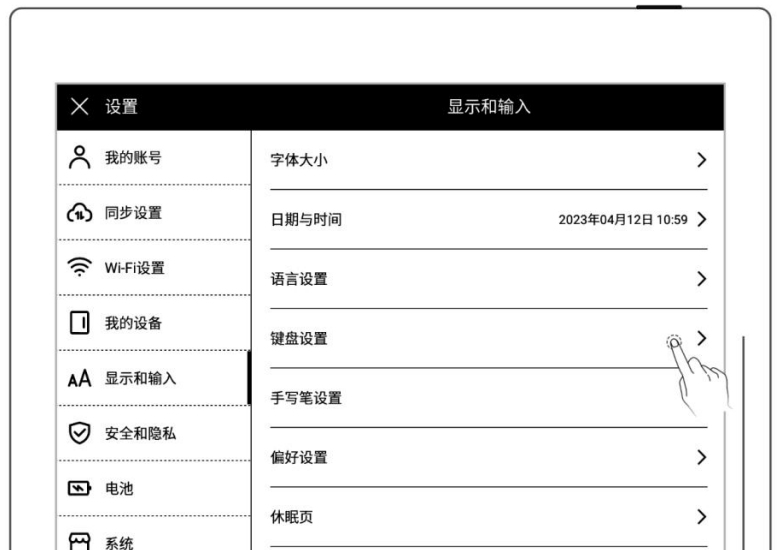 设置
显示和输入
我的账号
同步设置
Wi-Fi设置
我的设备
AA 显示和输入
安全和隐私
电池
系统
字体大小
日期与时间 2023年04月12日 10:59
语言设置
键盘设置
手写笔设置
偏好设置
休眠页